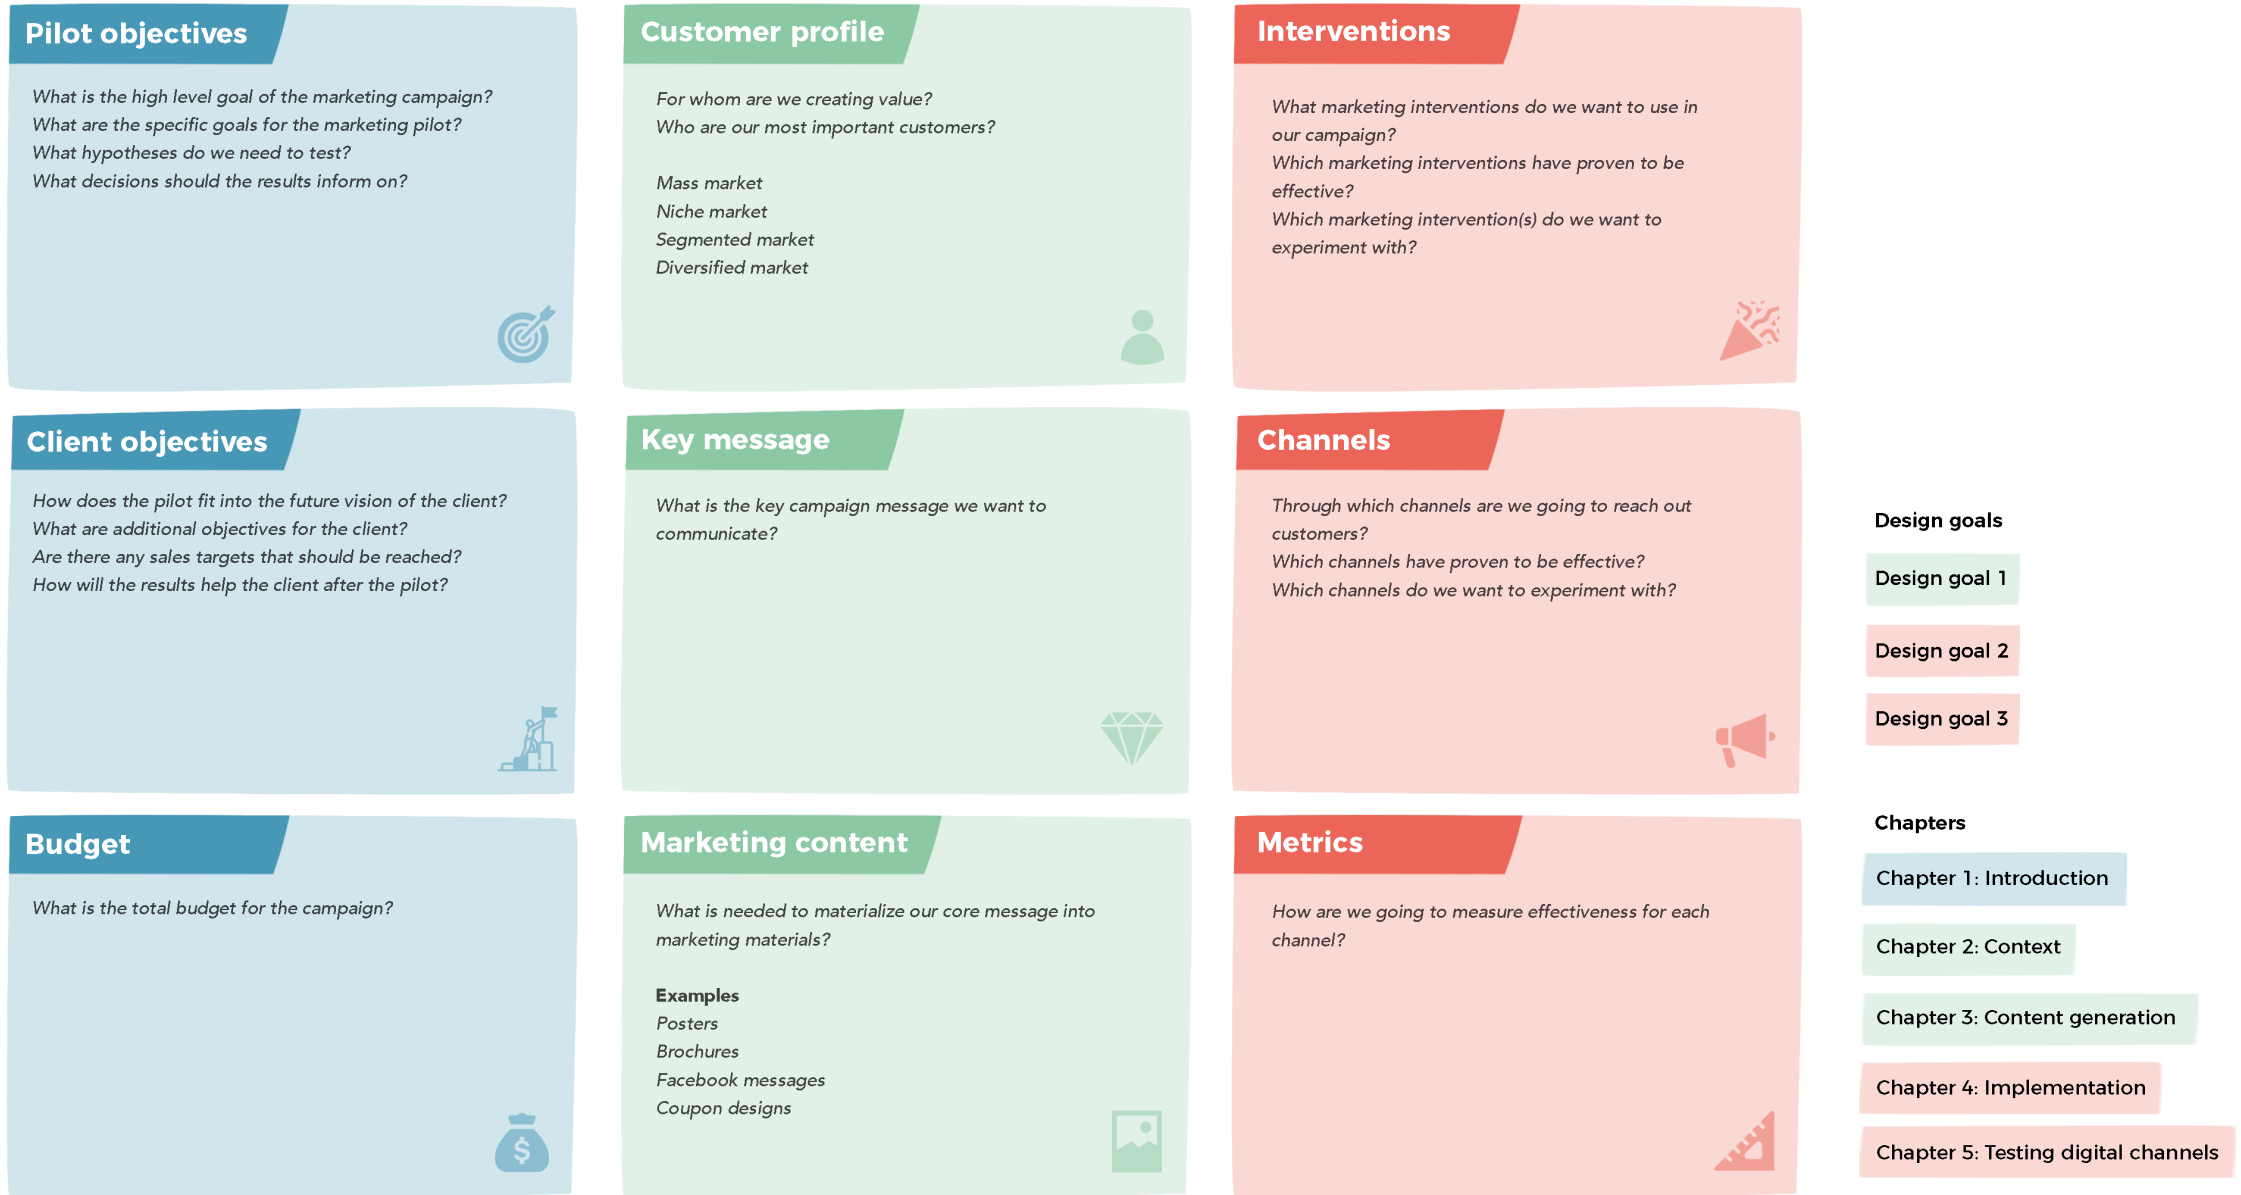 Pilot objectives
What is the high level goal of the marketing campaign?
What are the specific goals for the marketing pilot?
What hypotheses do we need to test?
What decisions should the results inform on?
Customer profile
For whom are we creating value?
Who are our most important customers?
Mass market
Niche market
Segmented market
Diversified market
Interventions
What marketing interventions do we want to use in
our campaign?
Which marketing interventions have proven to be
effective?
Which marketing intervention(s) do we want to
experiment with?
Client objectives
How does the pilot fit into the future vision of the client?
What are additional objectives for the client?
Are there any sales targets that should be reached?
How will the results help the client after the pilot?
Key message
What is the key campaign message we want to
communicate?
Channels
Through which channels are we going to reach out
customers?
Which channels have proven to be effective?
Which channels do we want to experiment with?
Budget
What is the total budget for the campaign?
$
Marketing content
What is needed to materialize our core message into
marketing materials?
Examples
Posters
Brochures
Facebook messages
Coupon designs
Metrics
How are we going to measure effectiveness for each
channel?
Design goals
Design goal 1
Design goal 2
Design goal 3
Chapters
Chapter 1: Introduction
Chapter 2: Context
Chapter 3: Content generation
Chapter 4: Implementation
Chapter 5: Testing digital channels